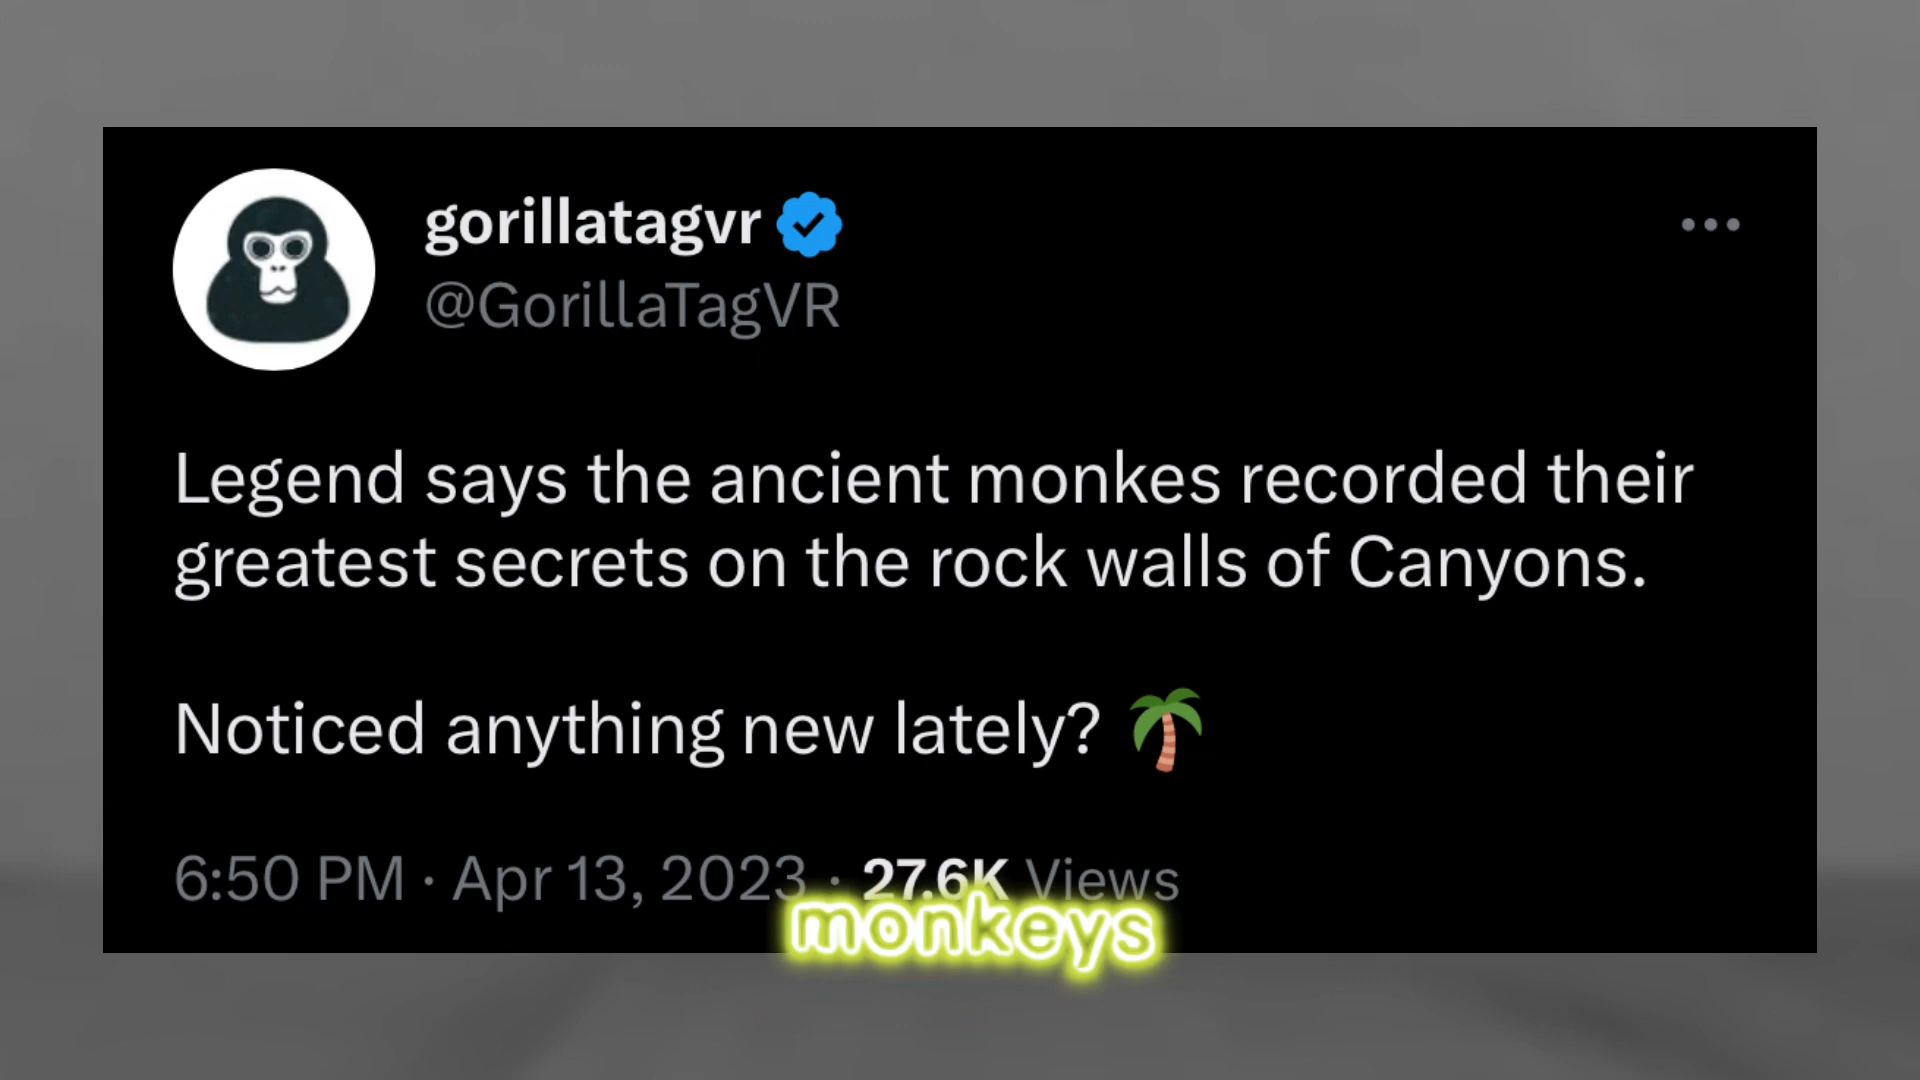 gorillatagvr
@GorillaTagVR
Legend says the ancient monkes recorded their
greatest secrets on the rock walls of Canyons.
Noticed anything new lately? 🌴
6:50 PM · Apr 13, 2023 · 27.6K Views
monkeys